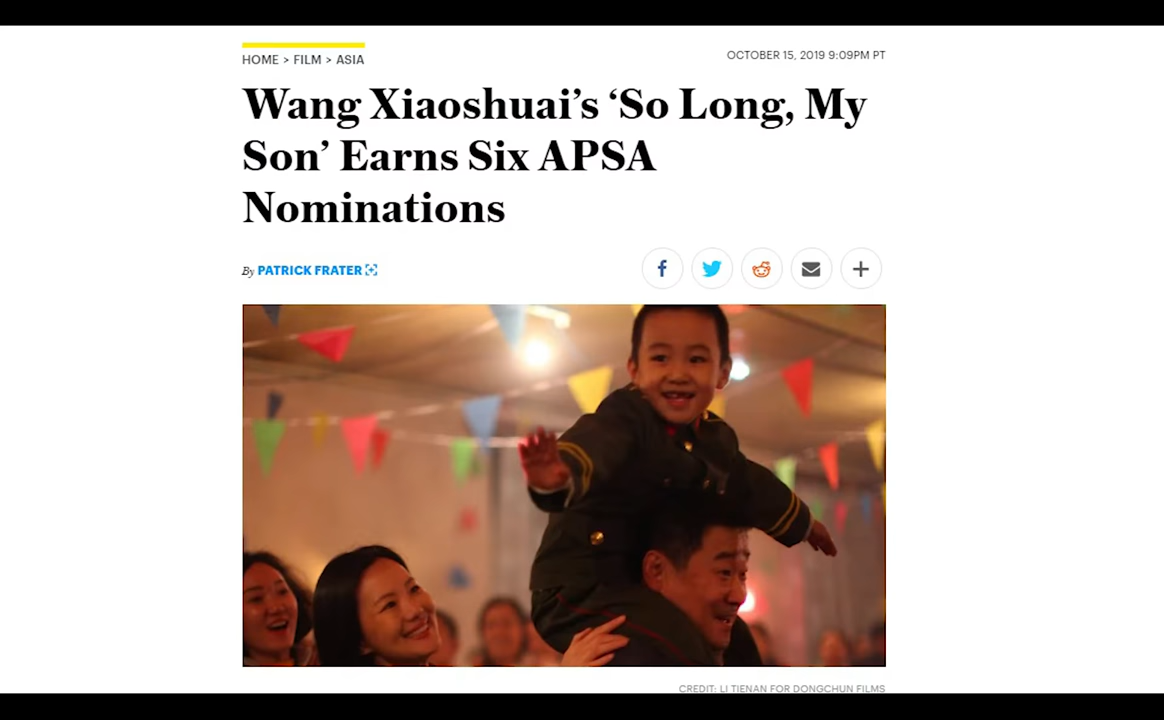 HOME > FILM > ASIA
OCTOBER 15, 2019 9:09PM PT
Wang Xiaoshuai’s ‘So Long, My
Son’ Earns Six APSA
Nominations
By PATRICK FRATER
CREDIT: LI TIENAN FOR DONGCHUN FILMS